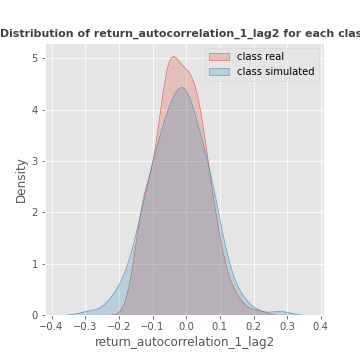 Distribution of return_autocorrelation_1_lag2 for each clas
class real
class simulated
5
4
3
2
1
0
Density
−0.4 −0.3 −0.2 −0.1 0.0 0.1 0.2 0.3 0.4
return_autocorrelation_1_lag2